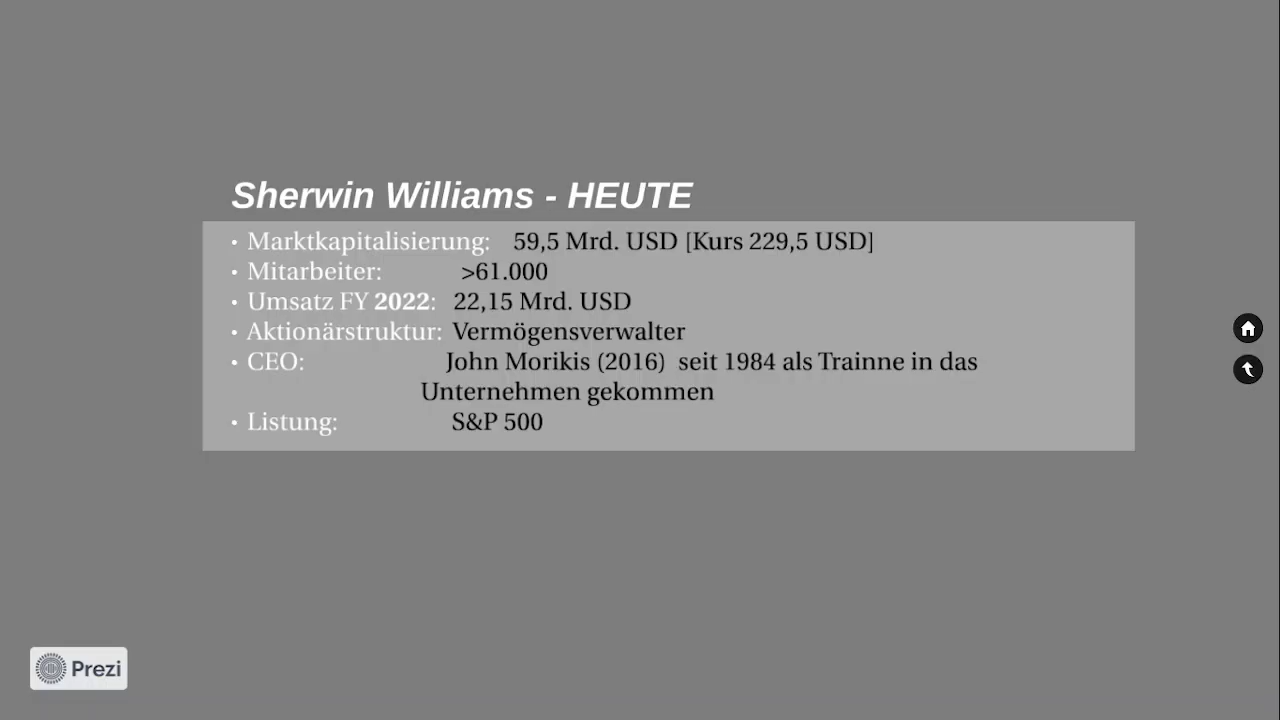 Sherwin Williams - HEUTE
• Marktkapitalisierung: 59,5 Mrd. USD [Kurs 229,5 USD]
• Mitarbeiter: >61.000
• Umsatz FY 2022: 22,15 Mrd. USD
• Aktionärstruktur: Vermögensverwalter
• CEO: John Morikis (2016) seit 1984 als Trainne in das
Unternehmen gekommen
• Listung: S&P 500
Prezi